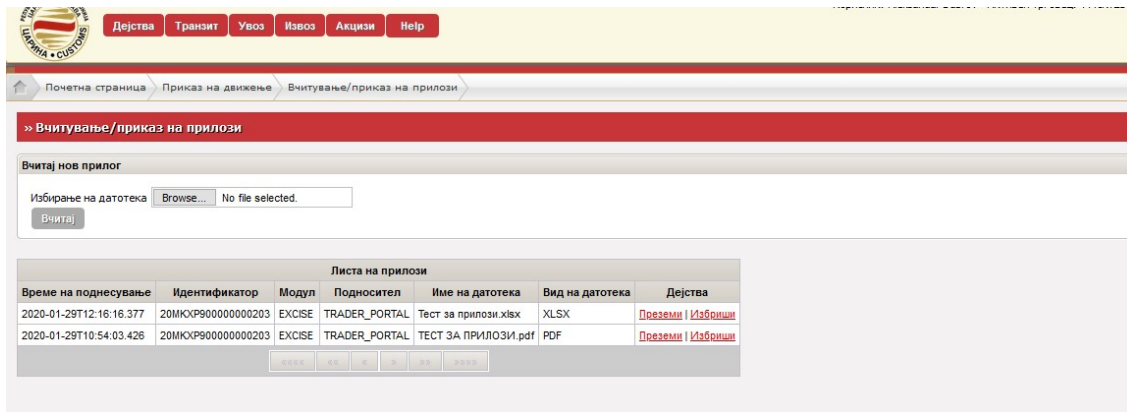 ЦАРИНА • CUSTOMS
Дејства Транзит Увоз Извоз Акцизи Help
Почетна страница Приказ на движење Вчитување/приказ на прилози
» Вчитување/приказ на прилози
Вчитај нов прилог
Избирање на датотека Browse... No file selected.
Вчитај
Листа на прилози
Време на поднесување Идентификатор Модул Подносител Име на датотека Вид на датотека Дејства
2020-01-29T12:16:16.377 20MKXP900000000203 EXCISE TRADER_PORTAL Тест за прилози.xlsx XLSX Преземи | Избриши
2020-01-29T10:54:03.426 20MKXP900000000203 EXCISE TRADER_PORTAL ТЕСТ ЗА ПРИЛОЗИ.pdf PDF Преземи | Избриши
«««« «« « » »» »»»»